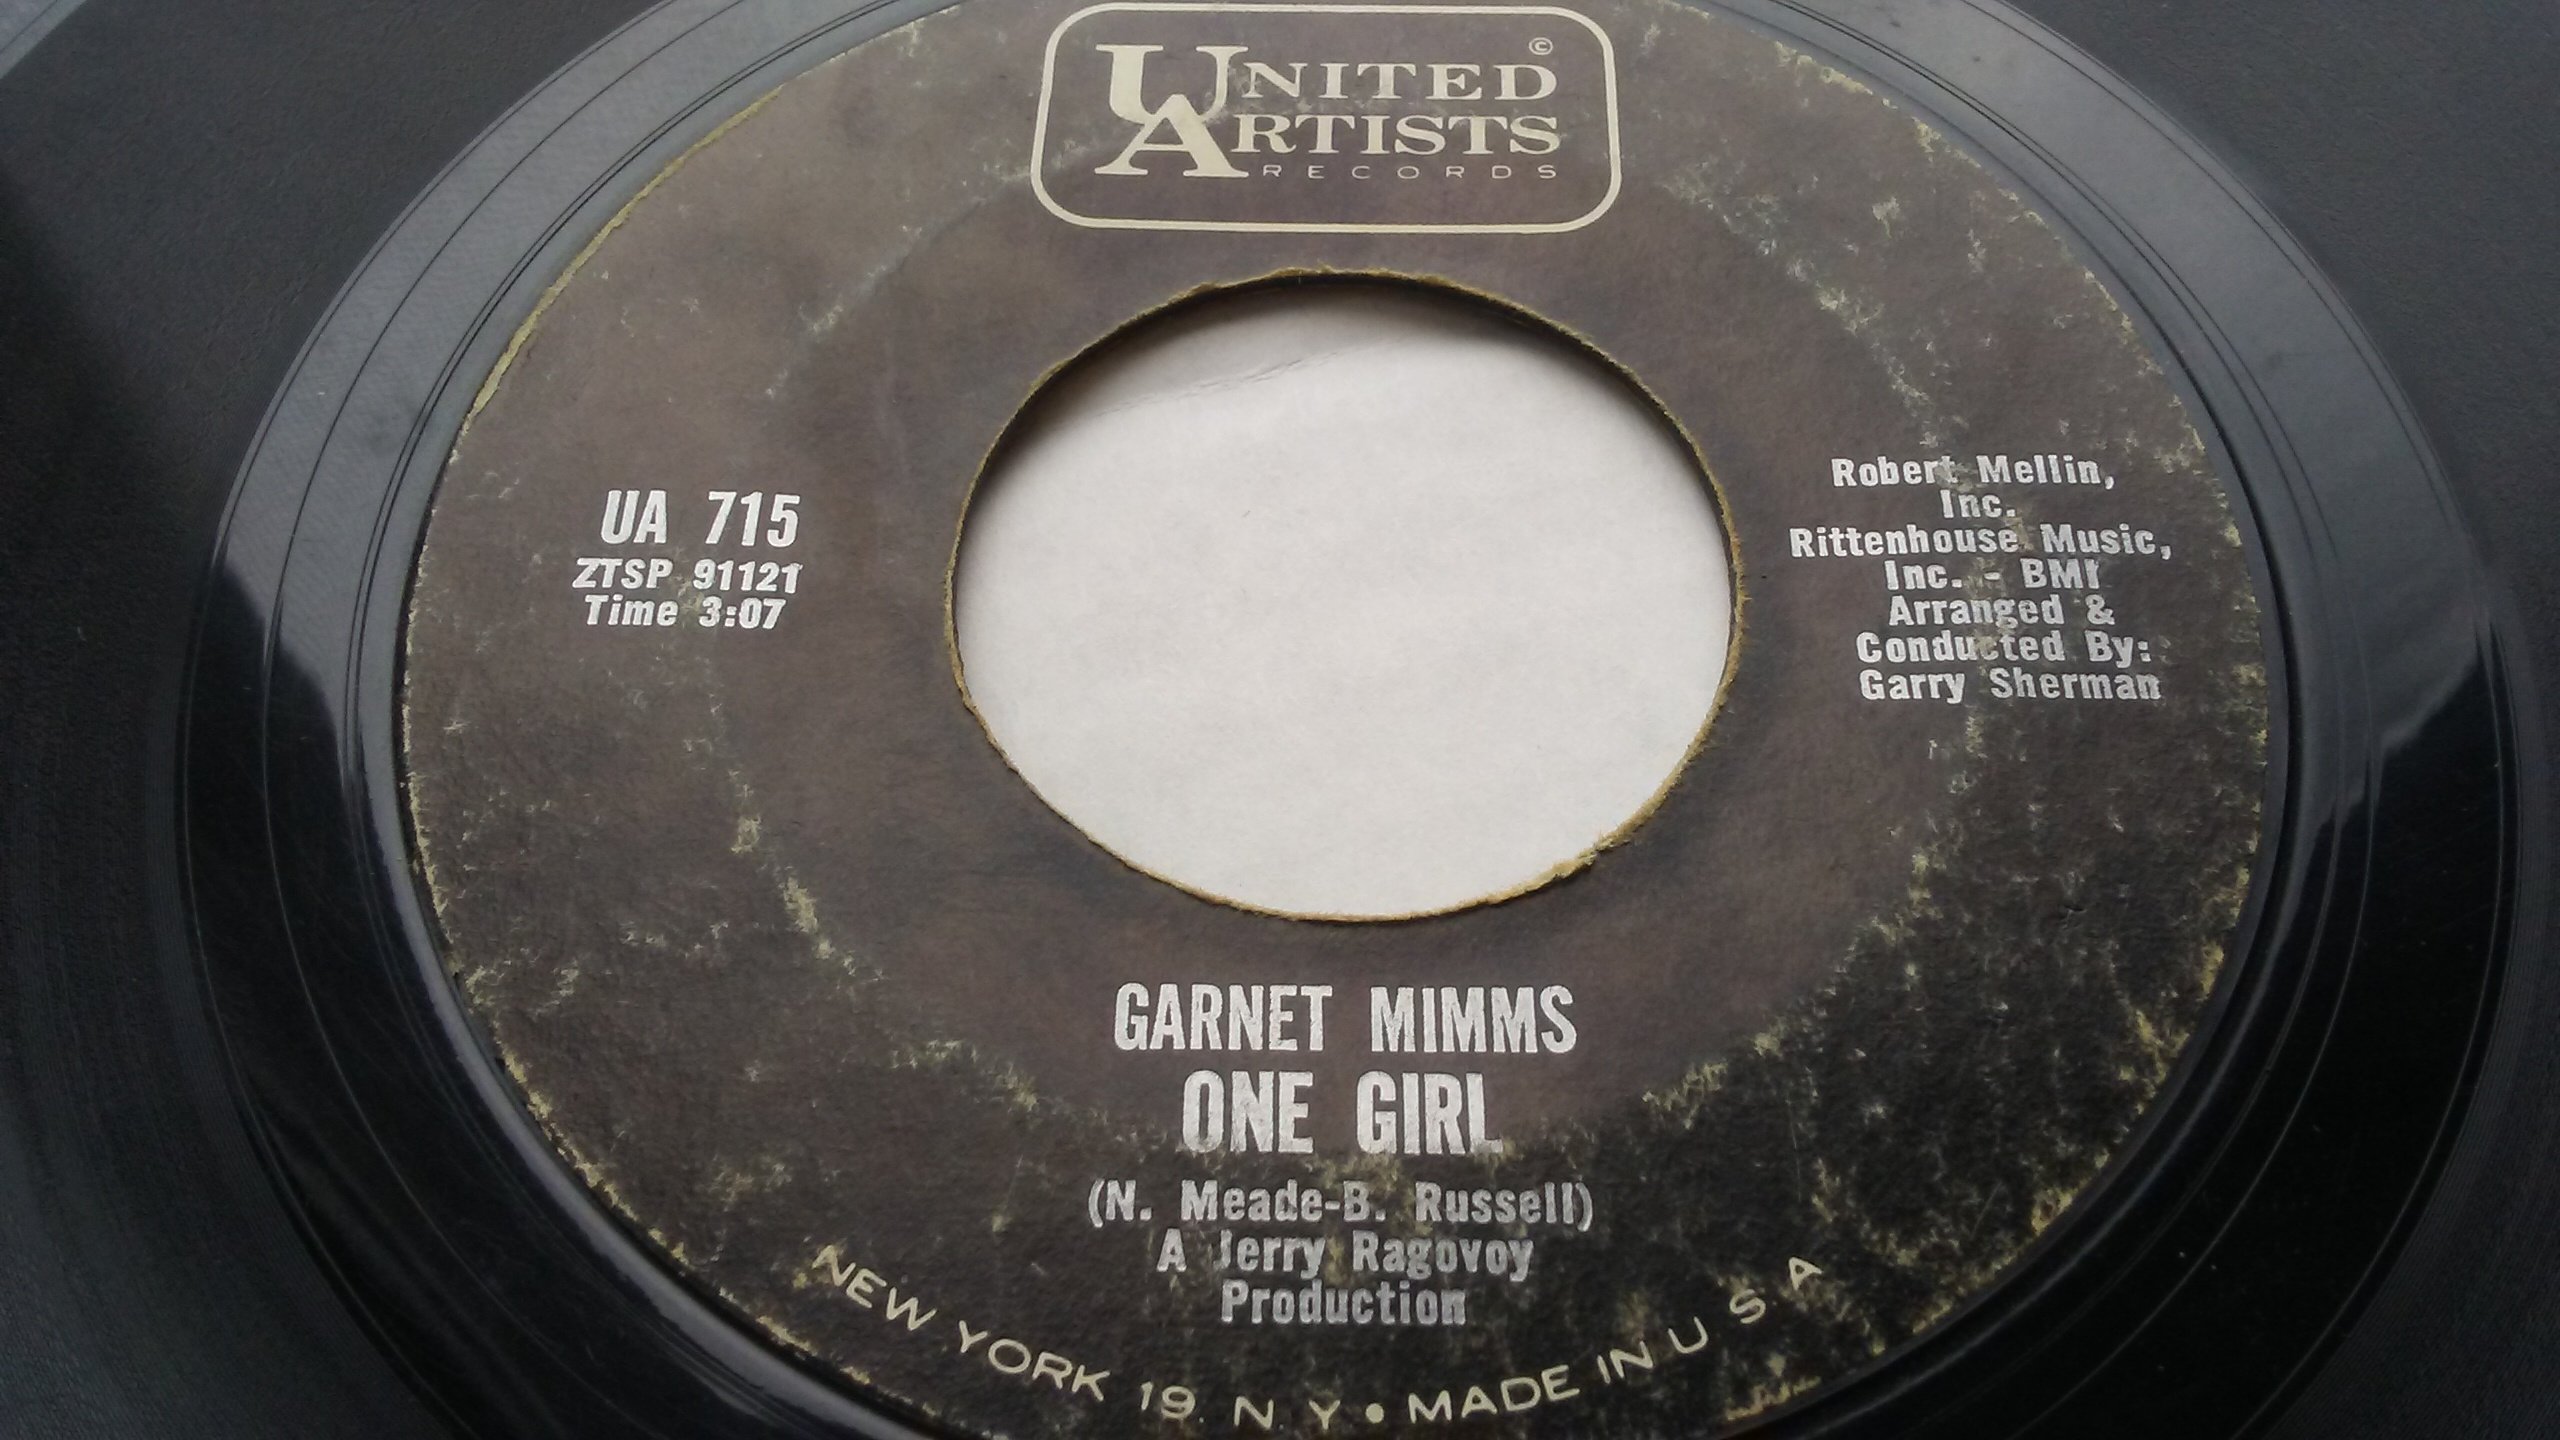 UNITED ©
ARTISTS
RECORDS
UA 715
ZTSP 91121
Time 3:07
Robert Mellin,
Inc.
Rittenhouse Music,
Inc. - BMI
Arranged &
Conducted By:
Garry Sherman
GARNET MIMMS
ONE GIRL
(N. Meade-B. Russell)
A Jerry Ragovoy
Production
NEW YORK 19. N. Y • MADE IN U S A